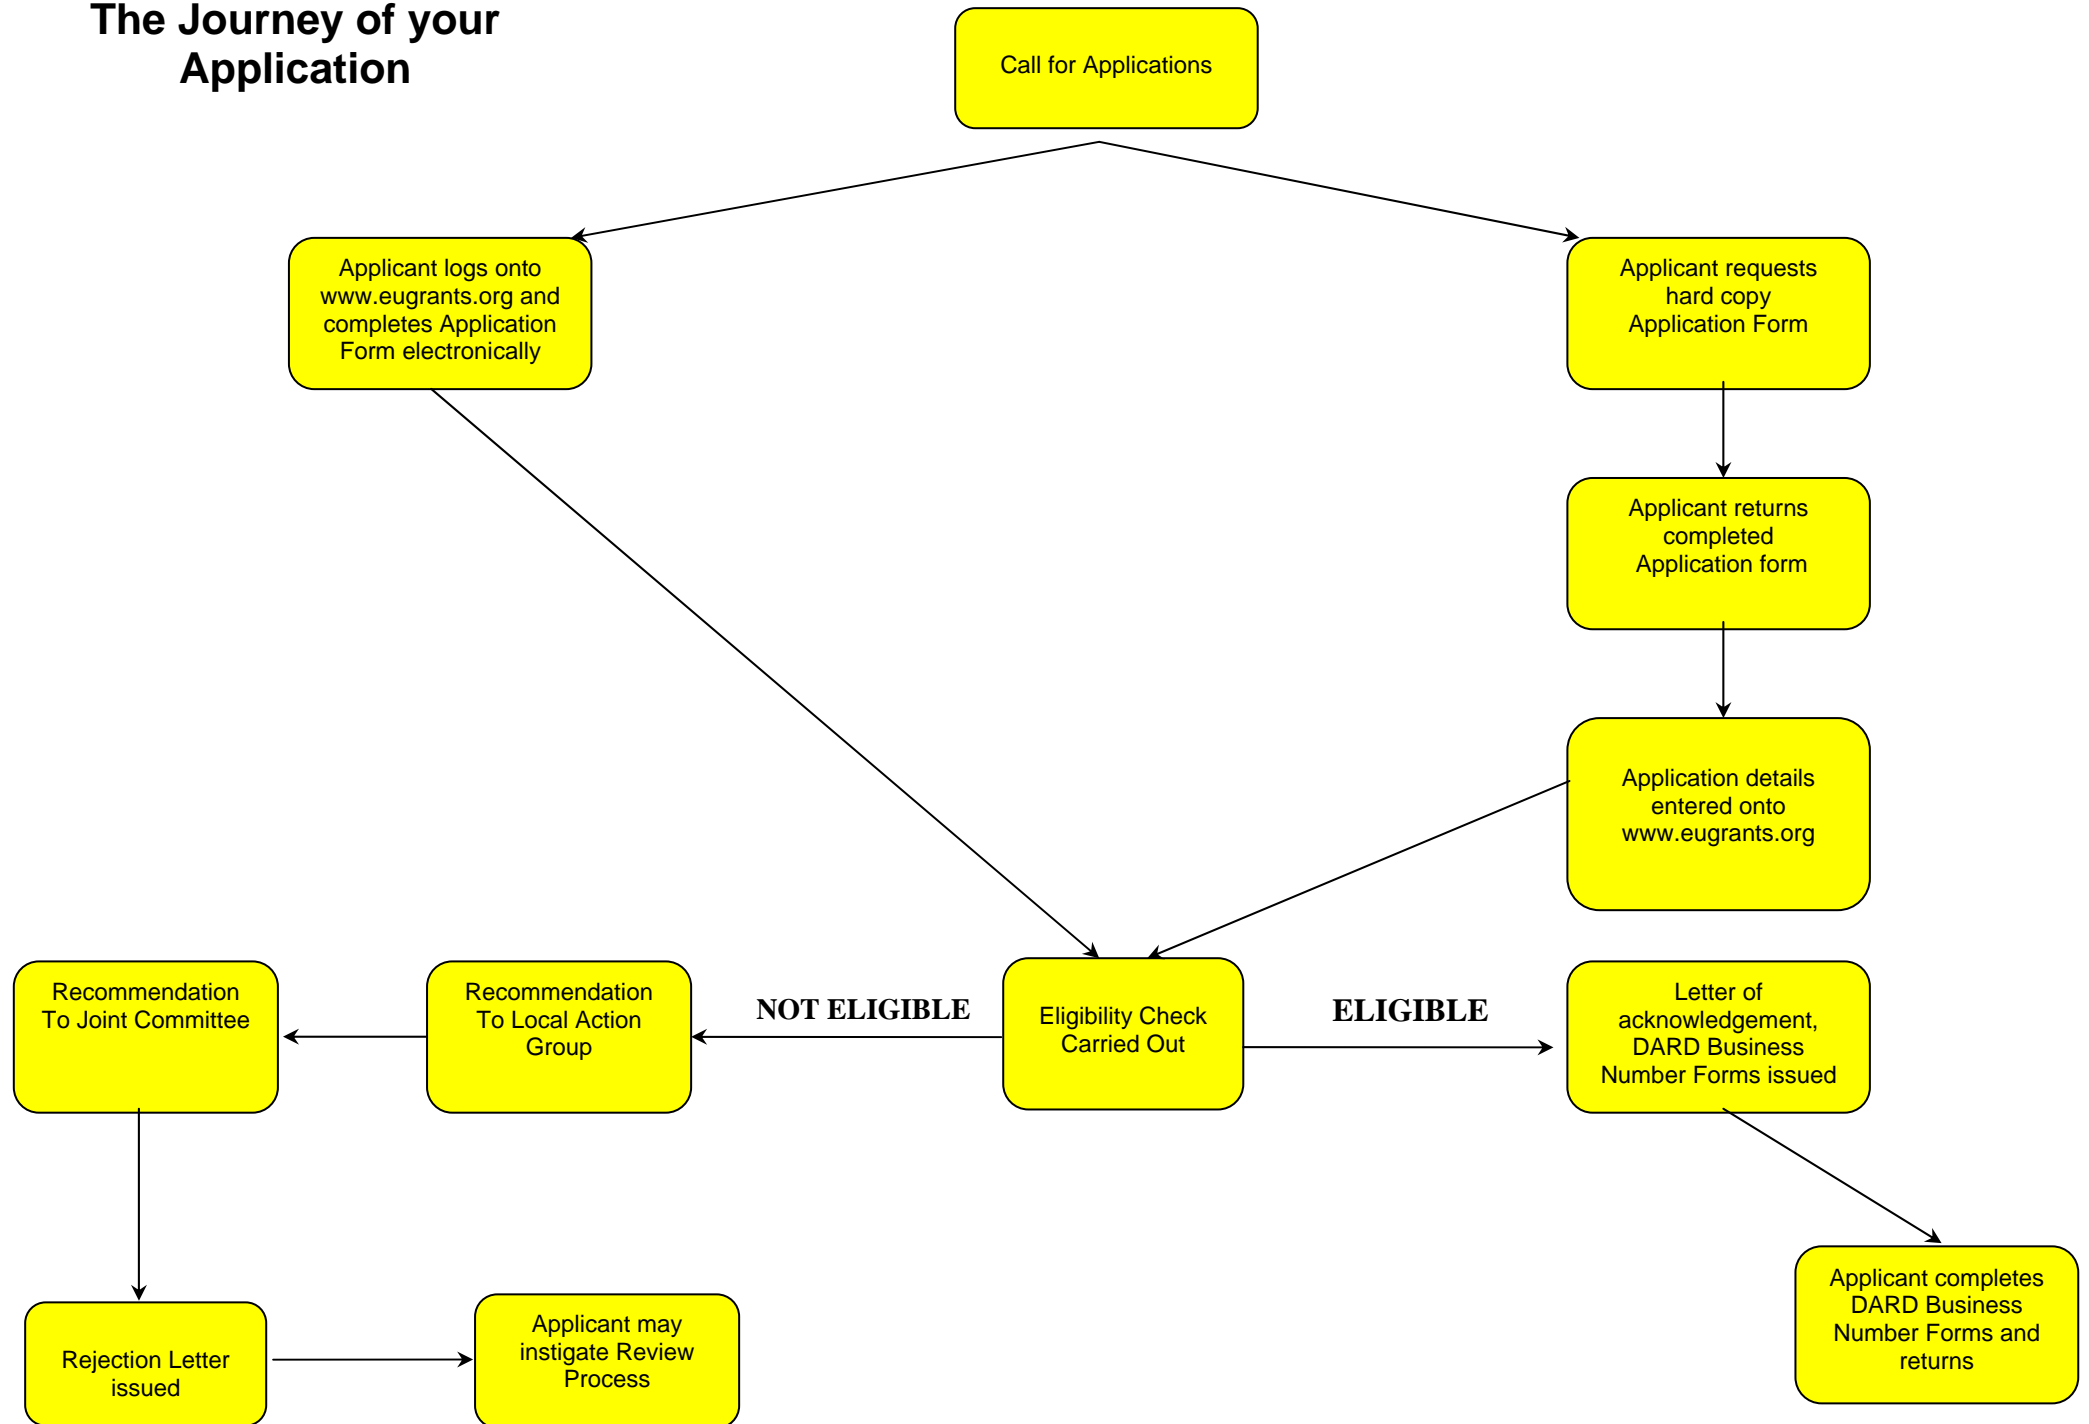 The Journey of your
Application
Call for Applications
Applicant logs onto
www.eugrants.org and
completes Application
Form electronically
Applicant requests
hard copy
Application Form
Applicant returns
completed
Application form
Application details
entered onto
www.eugrants.org
Recommendation
To Joint Committee
Recommendation
To Local Action
Group
NOT ELIGIBLE
Eligibility Check
Carried Out
ELIGIBLE
Letter of
acknowledgement,
DARD Business
Number Forms issued
Rejection Letter
issued
Applicant may
instigate Review
Process
Applicant completes
DARD Business
Number Forms and
returns